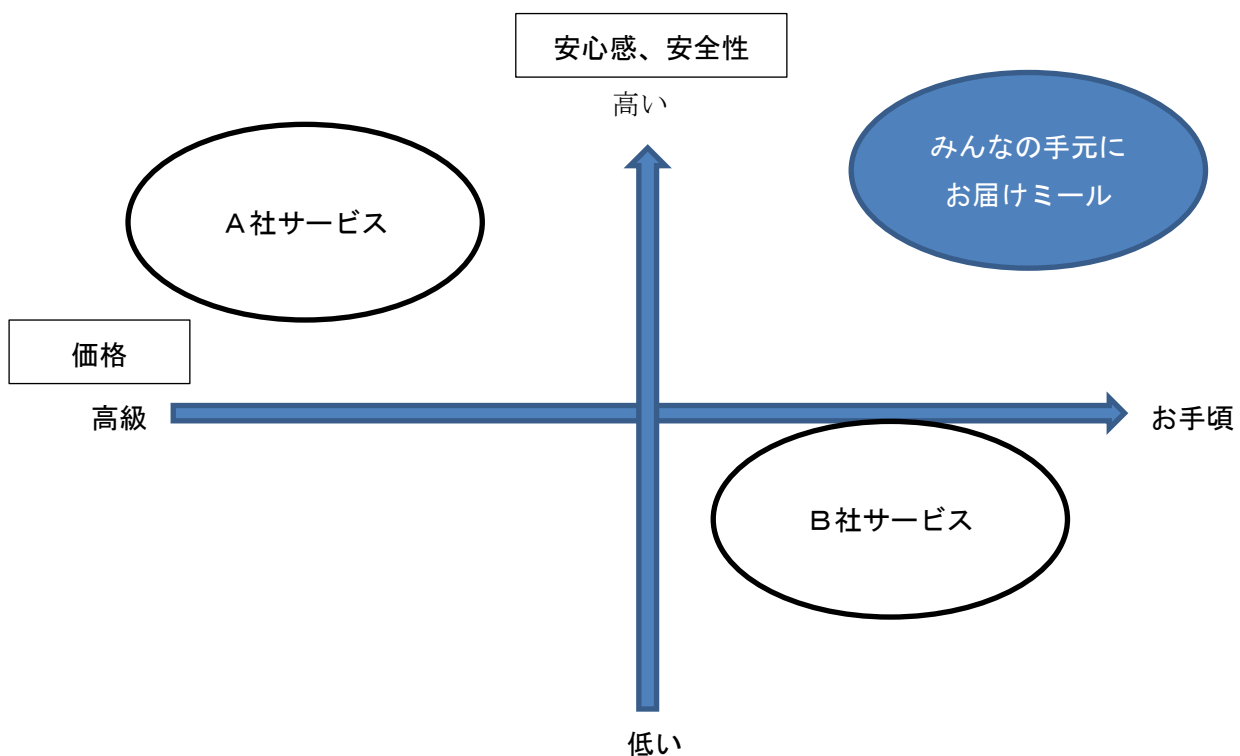 安心感、安全性
高い
みんなの手元に
お届けミール
Ａ社サービス
価格
高級
お手頃
Ｂ社サービス
低い